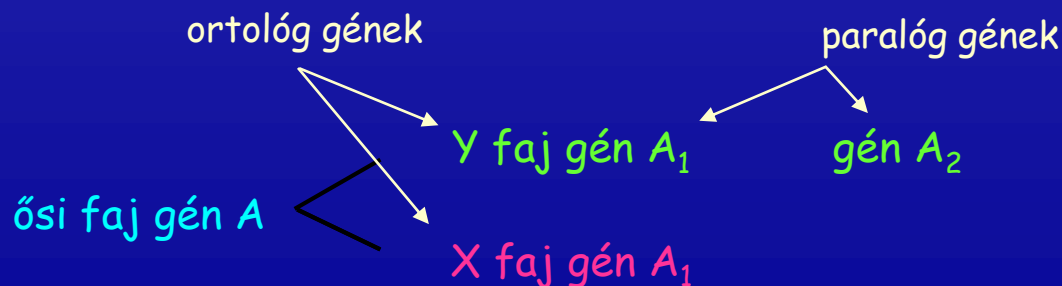 ortológ gének
paralóg gének
Y faj gén A₁
gén A₂
ősi faj gén A
X faj gén A₁